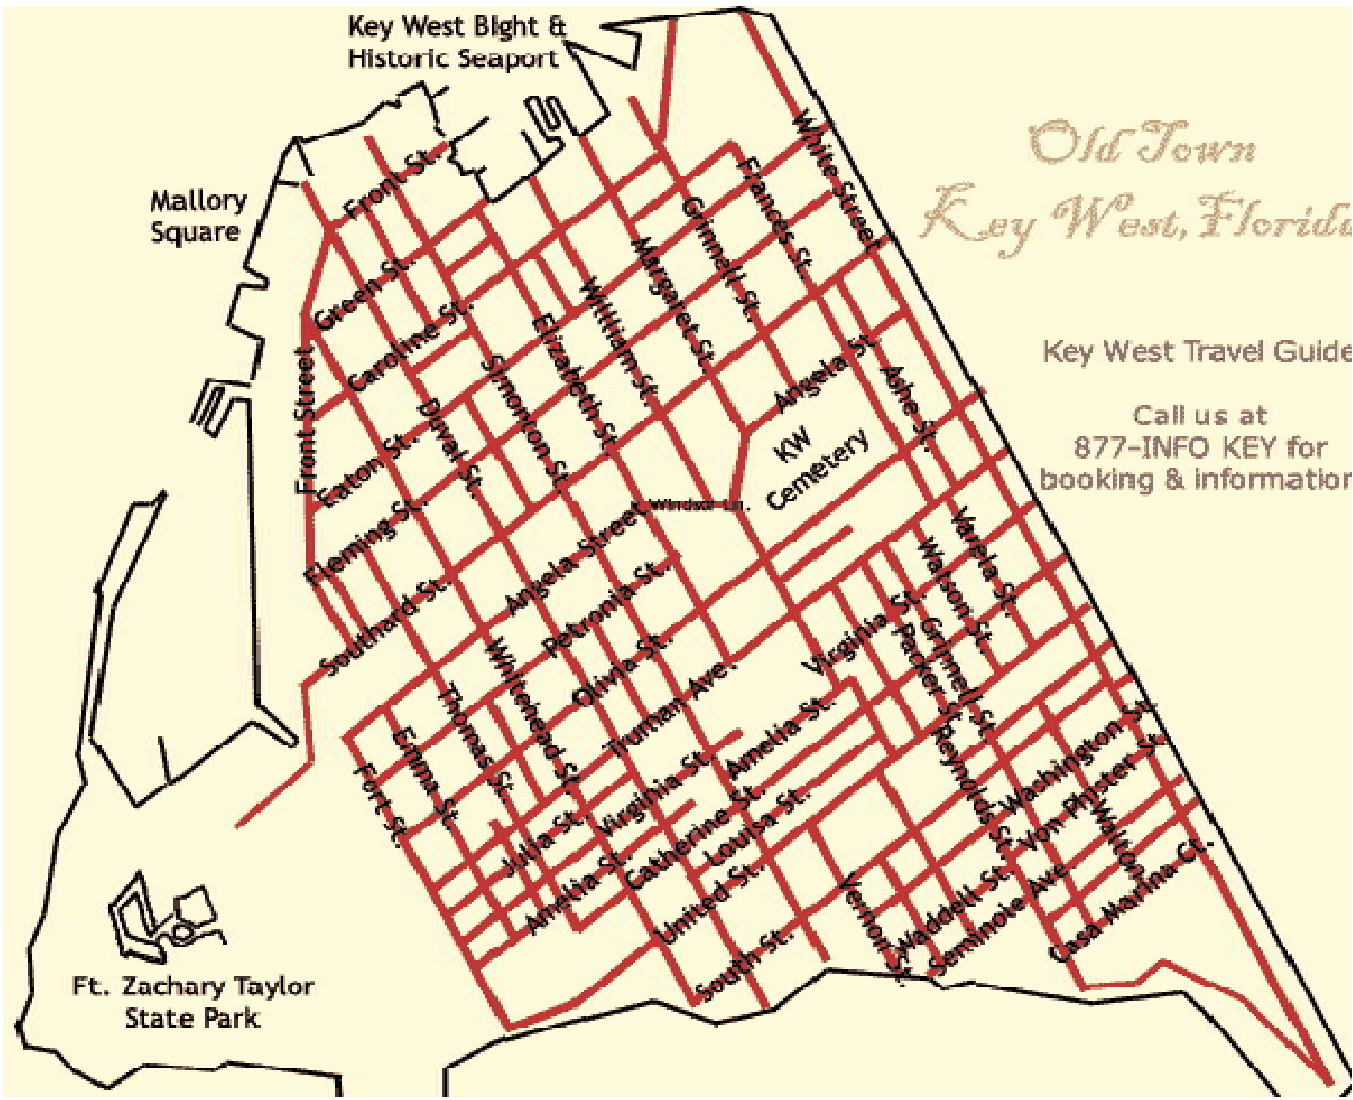 Key West Bight &
Historic Seaport
Mallory
Square
Old Town
Key West, Florida
Key West Travel Guide
Call us at
877-INFO KEY for
booking & information
Front St.
Green St.
Caroline St.
Front Street
Eaton St.
Fleming St.
Southard St.
Duval St.
Simonton St.
Elizabeth St.
William St.
Margaret St.
Grinnell St.
Frances St.
White Street
Angela St.
Ashe St.
KW
Cemetery
Windsor Ln.
Angela Street
Petronia St.
Olivia St.
Truman Ave.
Virginia St.
Packer St.
Grinnell St.
Watson St.
Varela St.
Whitehead St.
Thomas St.
Emma St.
Fort St.
Julia St.
Virginia St.
Amelia St.
Amelia St.
Catherine St.
Louisa St.
United St.
South St.
Vernon St.
Waddell St.
Seminole Ave.
Reynolds St.
Washington St.
Von Phister St.
Walton
Casa Marina Ct.
Ft. Zachary Taylor
State Park